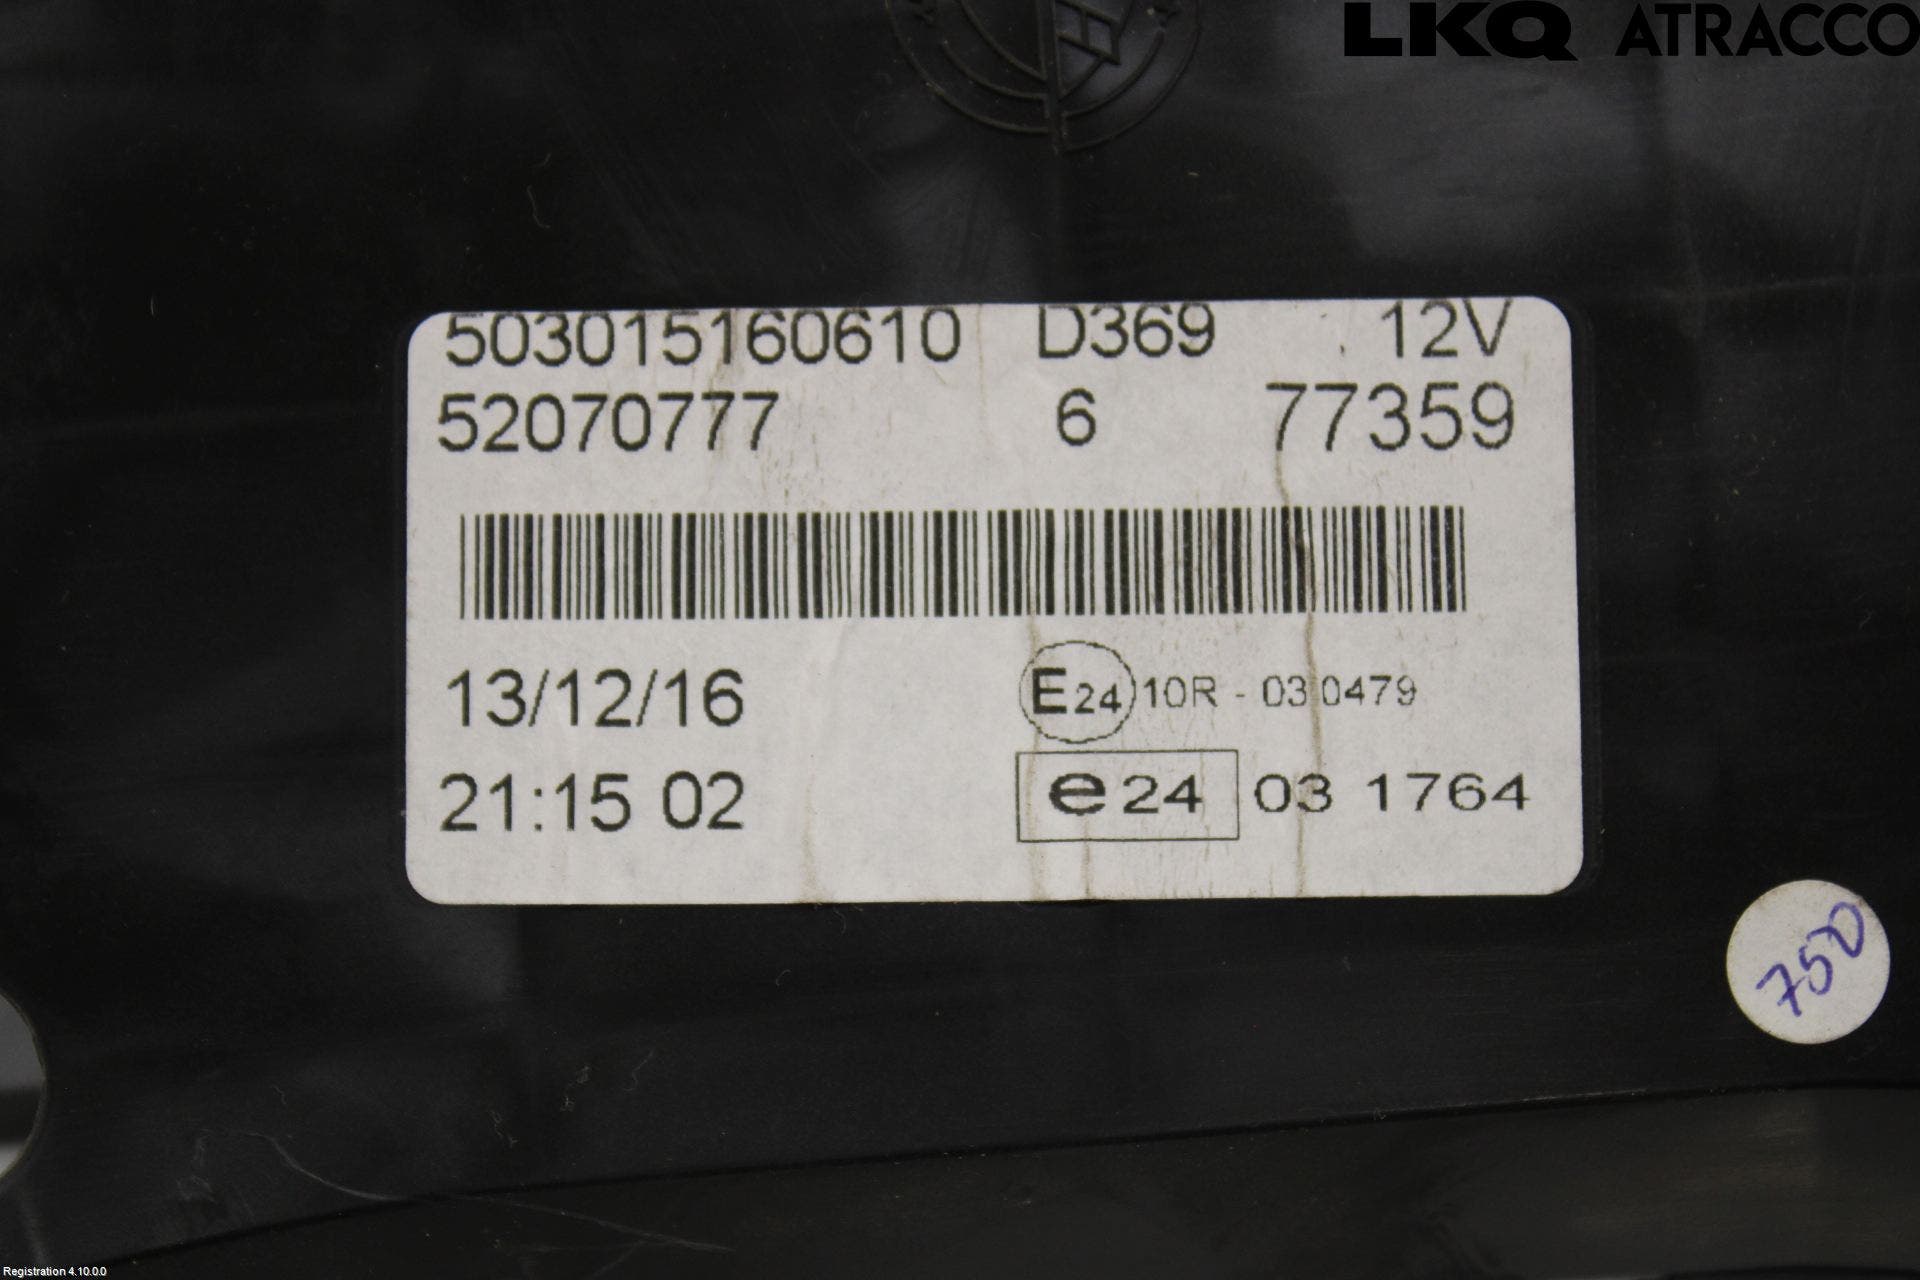 LKQ ATRACCO
503015160610 D369 12V
52070777 6 77359
13/12/16 E24 10R - 03 0479
21:15 02 e24 03 1764
750
Registration 4.10.0.0